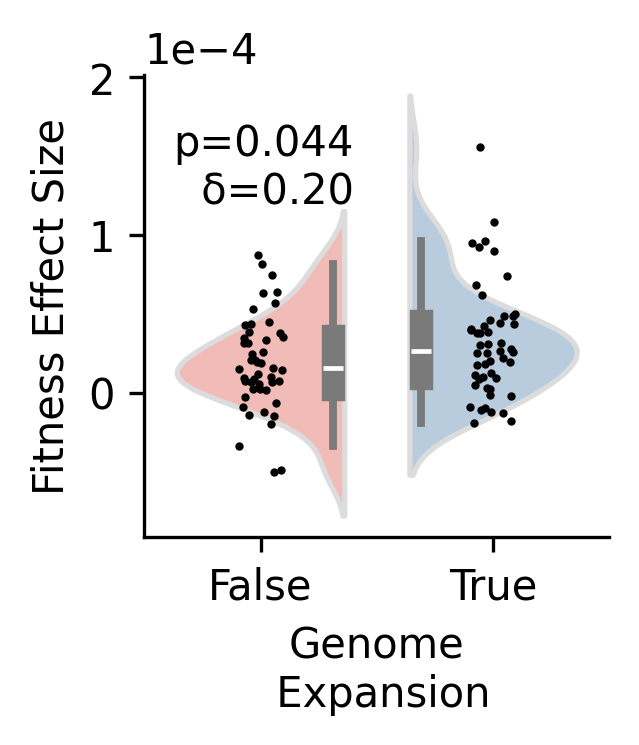 1e−4
2
p=0.044
δ=0.20
1
0
Fitness Effect Size
False
True
Genome
Expansion